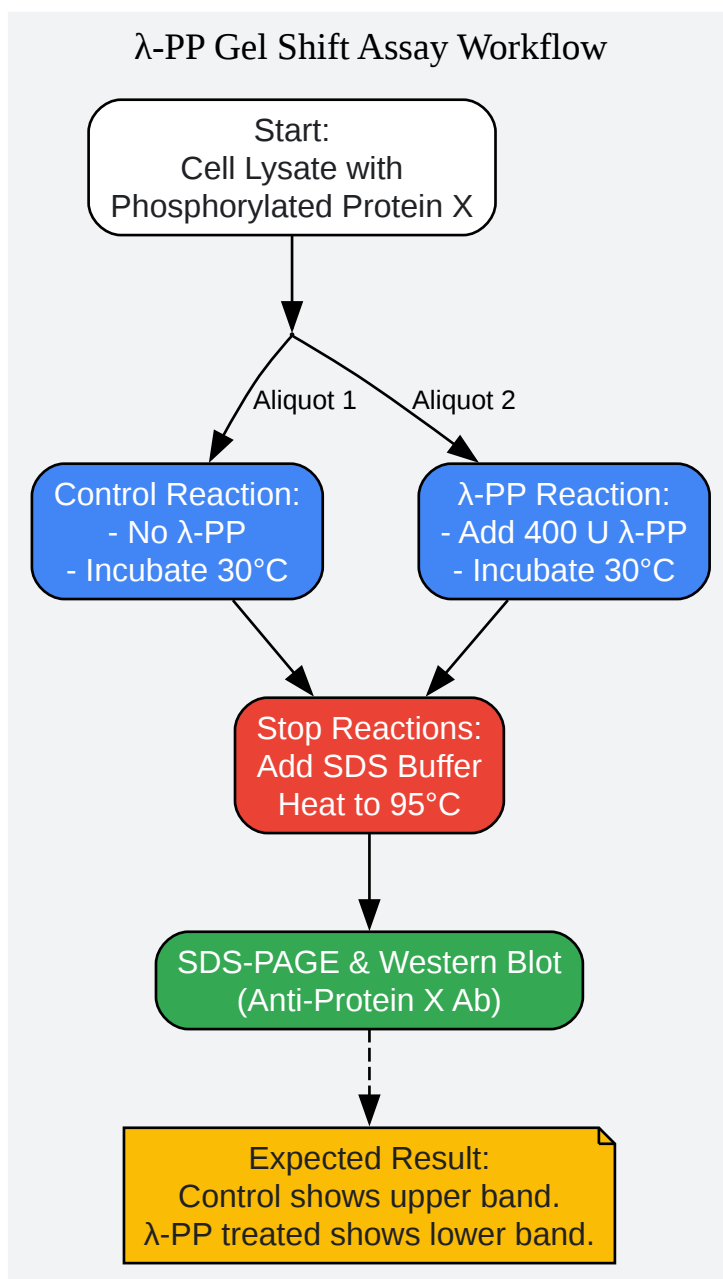 λ-PP Gel Shift Assay Workflow
Start:
Cell Lysate with
Phosphorylated Protein X
Aliquot 1
Aliquot 2
Control Reaction:
- No λ-PP
- Incubate 30°C
λ-PP Reaction:
- Add 400 U λ-PP
- Incubate 30°C
Stop Reactions:
Add SDS Buffer
Heat to 95°C
SDS-PAGE & Western Blot
(Anti-Protein X Ab)
Expected Result:
Control shows upper band.
λ-PP treated shows lower band.